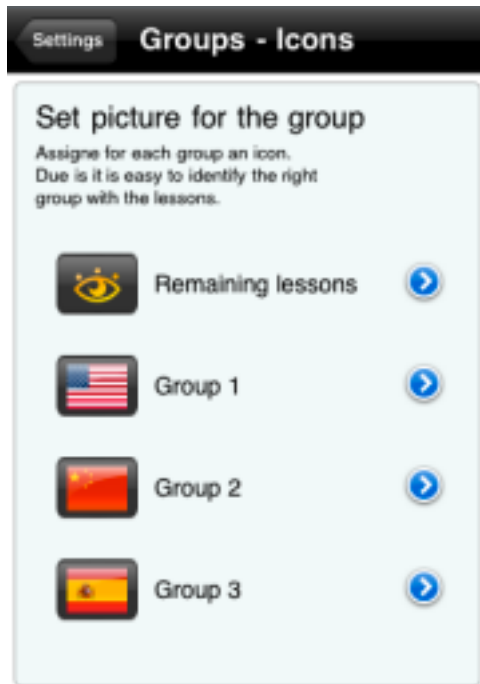 Settings
Groups - Icons
Set picture for the group
Assigne for each group an icon.
Due is it is easy to identify the right
group with the lessons.
Remaining lessons
Group 1
Group 2
Group 3